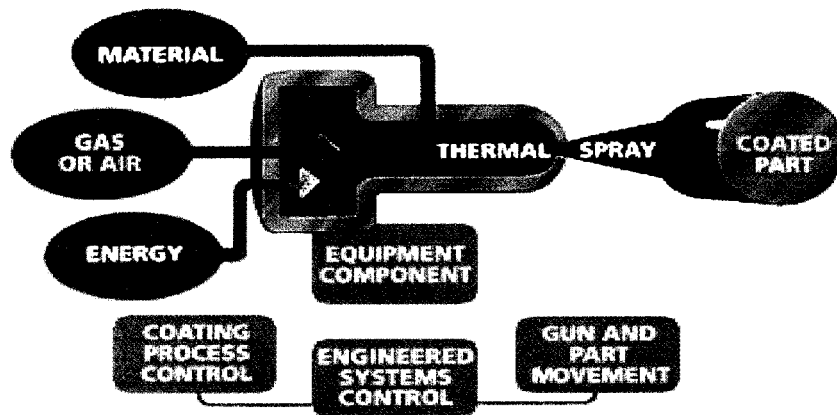 MATERIAL
GAS
OR AIR
ENERGY
THERMAL SPRAY
COATED
PART
EQUIPMENT
COMPONENT
COATING
PROCESS
CONTROL
ENGINEERED
SYSTEMS
CONTROL
GUN AND
PART
MOVEMENT